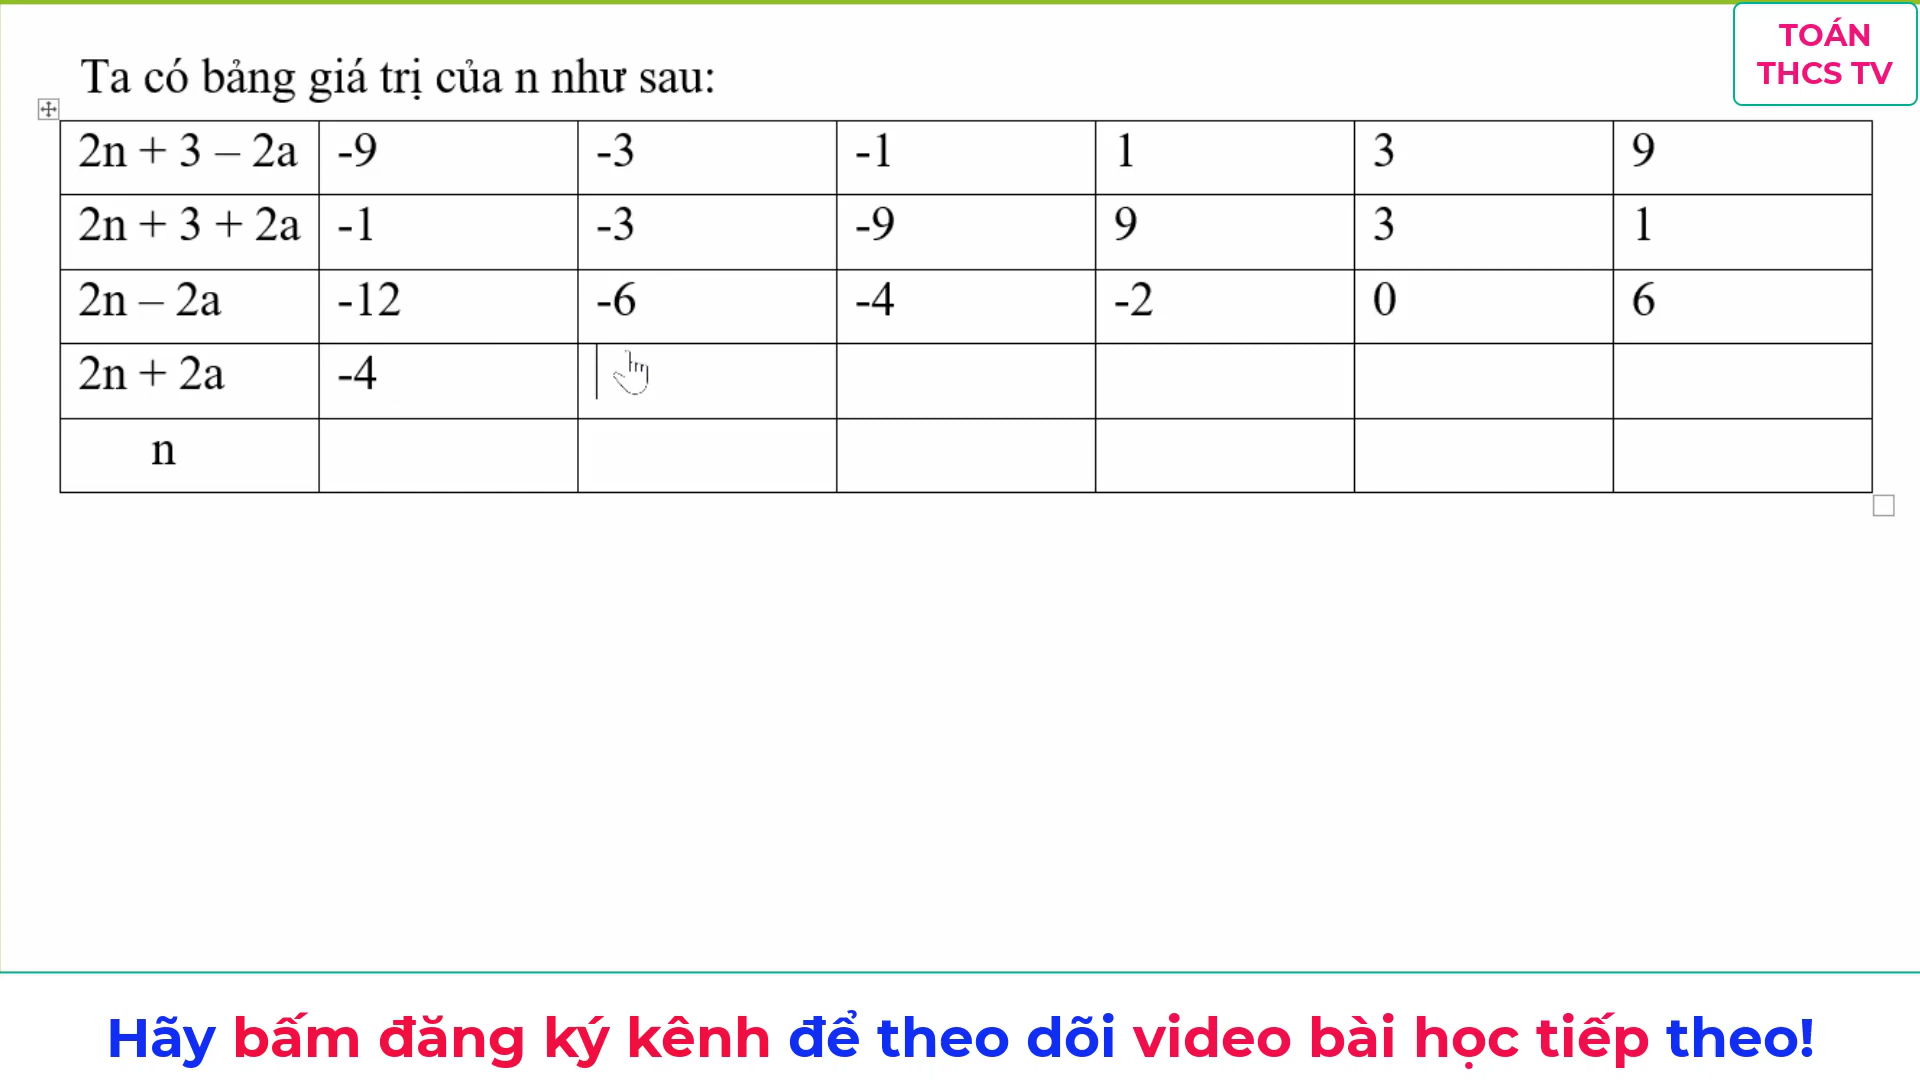 TOÁN
THCS TV
Ta có bảng giá trị của n như sau:
2n + 3 – 2a -9 -3 -1 1 3 9
2n + 3 + 2a -1 -3 -9 9 3 1
2n – 2a -12 -6 -4 -2 0 6
2n + 2a -4
n
Hãy bấm đăng ký kênh để theo dõi video bài học tiếp theo!